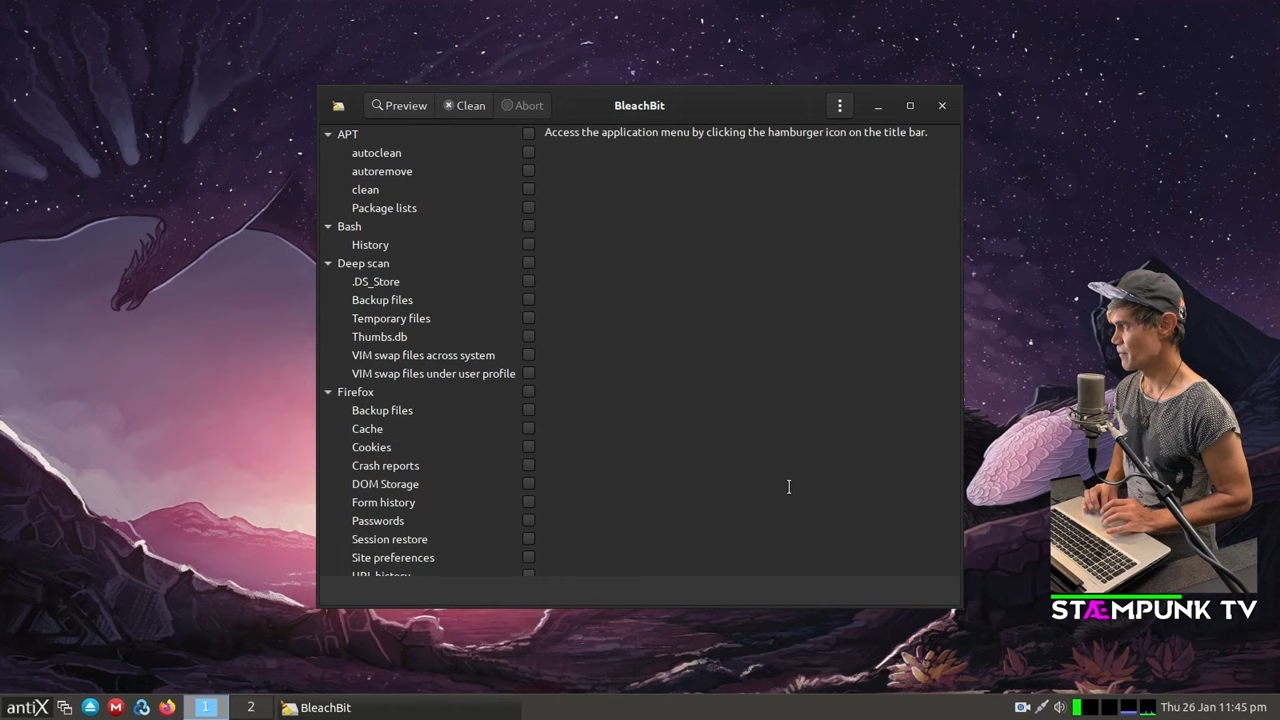 Preview
Clean
Abort
BleachBit
APT
autoclean
autoremove
clean
Package lists
Bash
History
Deep scan
.DS_Store
Backup files
Temporary files
Thumbs.db
VIM swap files across system
VIM swap files under user profile
Firefox
Backup files
Cache
Cookies
Crash reports
DOM Storage
Form history
Passwords
Session restore
Site preferences
URL history
Access the application menu by clicking the hamburger icon on the title bar.
STÆMPUNK TV
antiX
1
2
BleachBit
Thu 26 Jan 11:45 pm